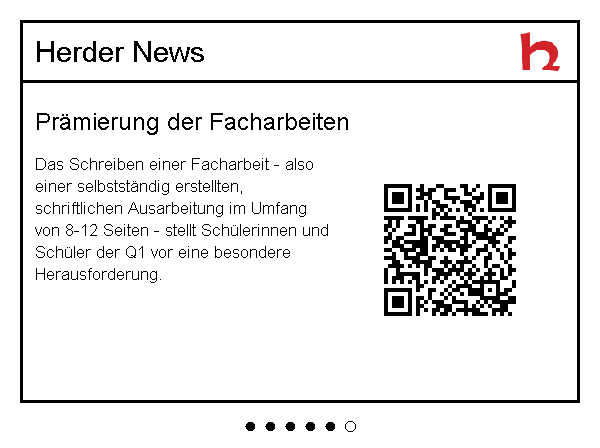 Herder News
Prämierung der Facharbeiten
Das Schreiben einer Facharbeit - also
einer selbstständig erstellten,
schriftlichen Ausarbeitung im Umfang
von 8-12 Seiten - stellt Schülerinnen und
Schüler der Q1 vor eine besondere
Herausforderung.